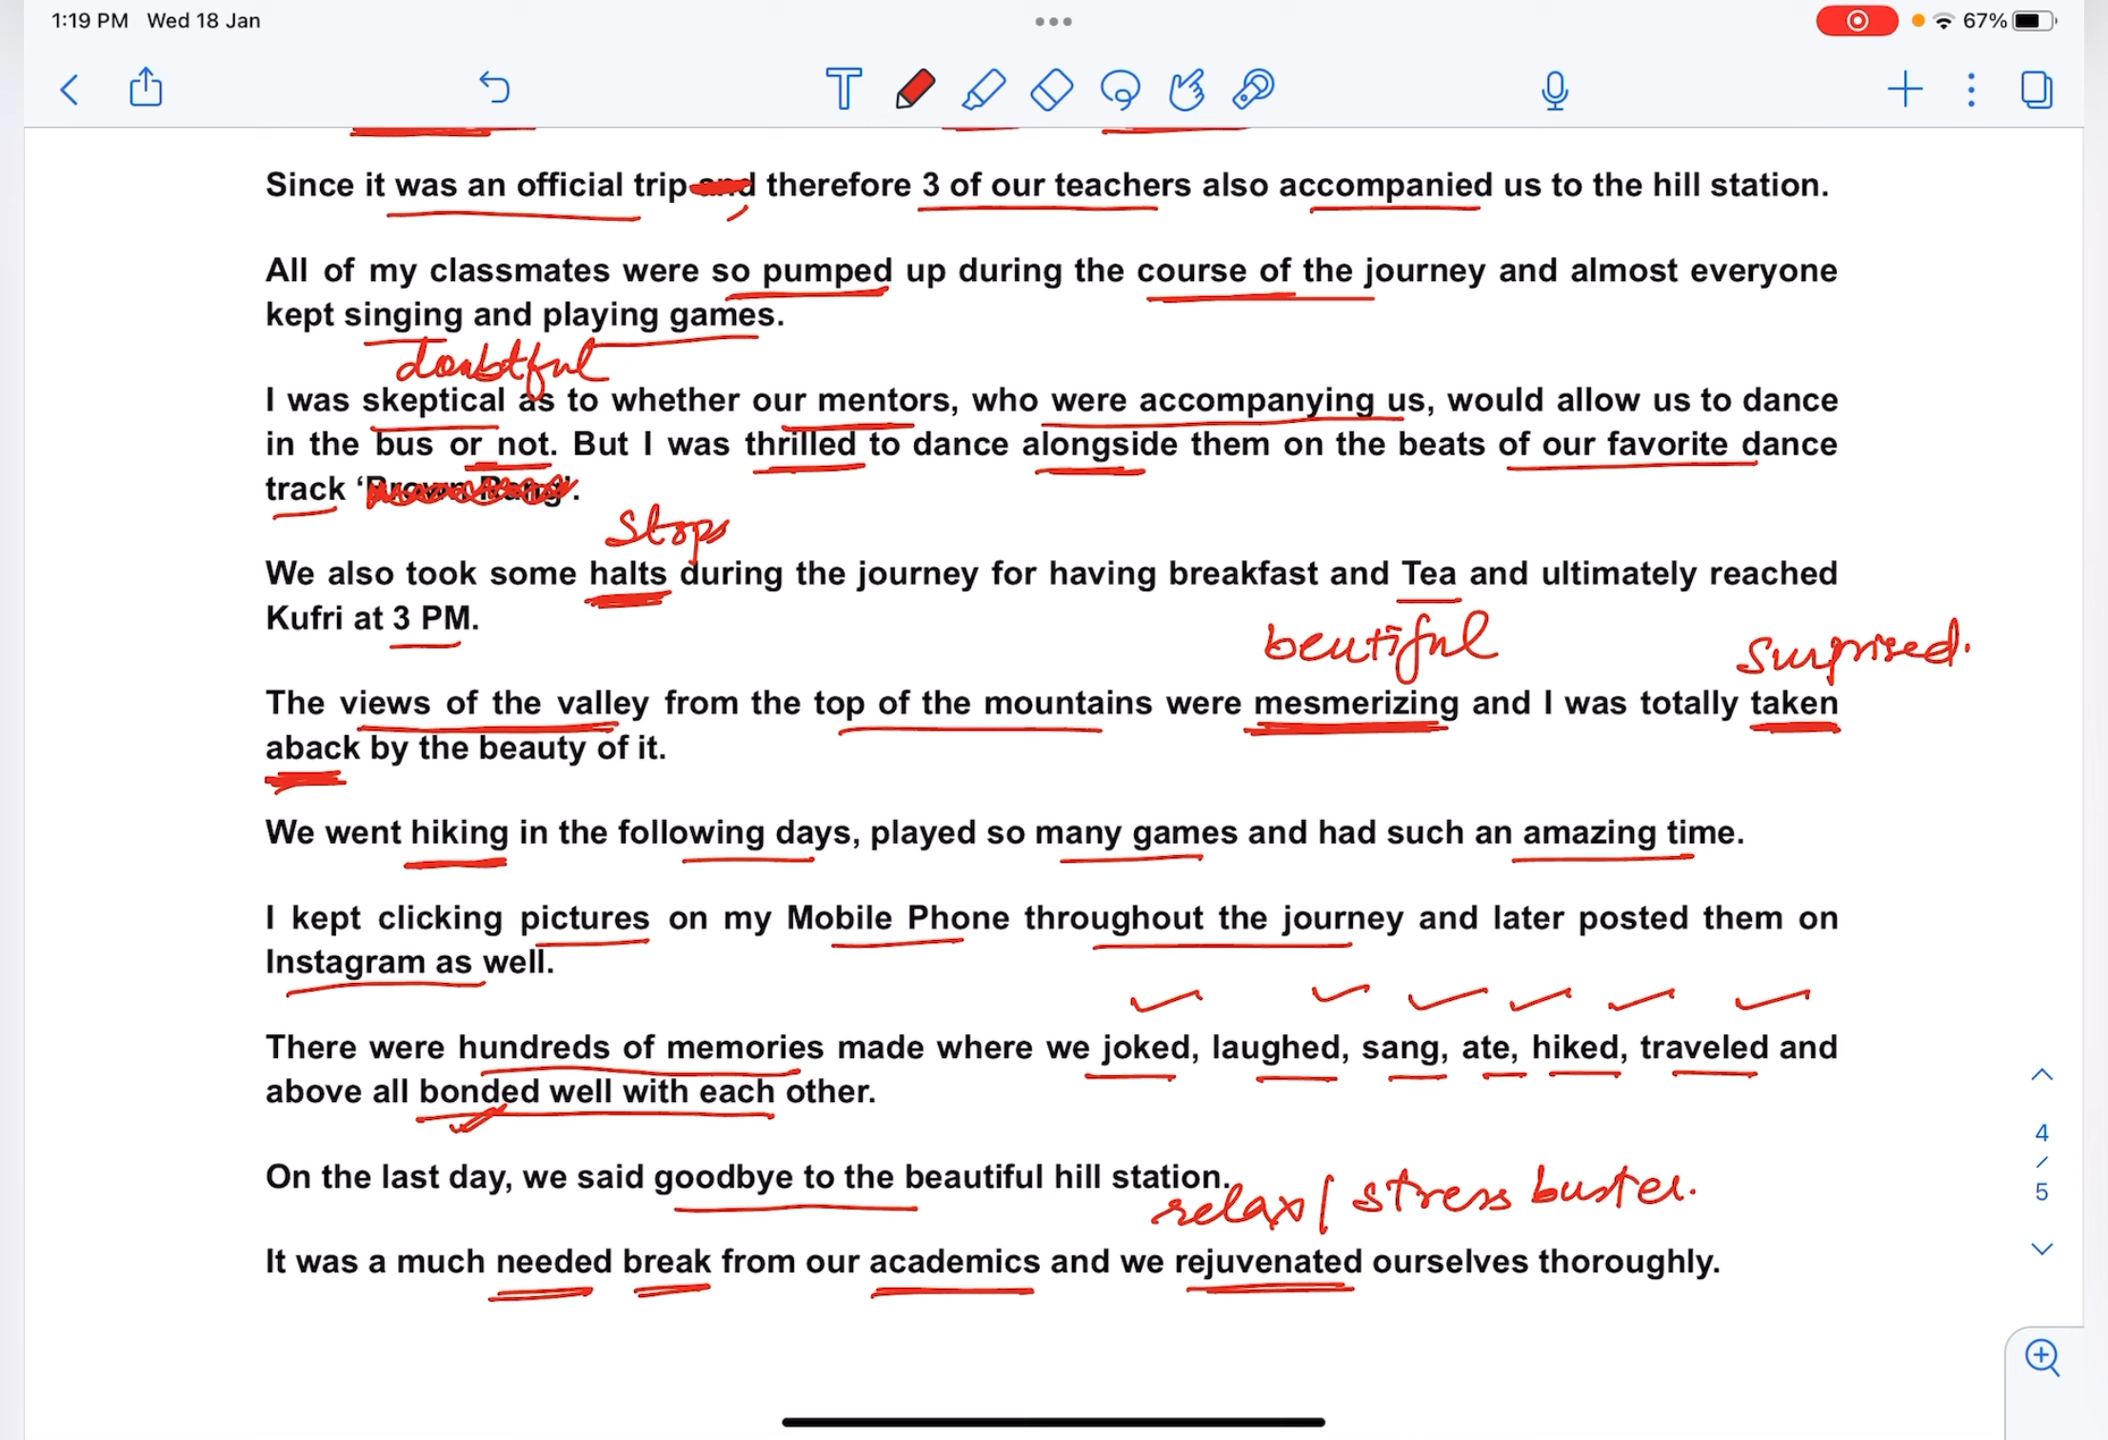 1:19 PM Wed 18 Jan
67%
T
Since it was an official trip and therefore 3 of our teachers also accompanied us to the hill station.
,
All of my classmates were so pumped up during the course of the journey and almost everyone
kept singing and playing games.
doubtful
I was skeptical as to whether our mentors, who were accompanying us, would allow us to dance
in the bus or not. But I was thrilled to dance alongside them on the beats of our favorite dance
track ‘Brown Rang’.
Stops
We also took some halts during the journey for having breakfast and Tea and ultimately reached
Kufri at 3 PM.
beutiful surprised.
The views of the valley from the top of the mountains were mesmerizing and I was totally taken
aback by the beauty of it.
We went hiking in the following days, played so many games and had such an amazing time.
I kept clicking pictures on my Mobile Phone throughout the journey and later posted them on
Instagram as well.
There were hundreds of memories made where we joked, laughed, sang, ate, hiked, traveled and
above all bonded well with each other.
4
/
5
On the last day, we said goodbye to the beautiful hill station.
relax/ stress buster.
It was a much needed break from our academics and we rejuvenated ourselves thoroughly.